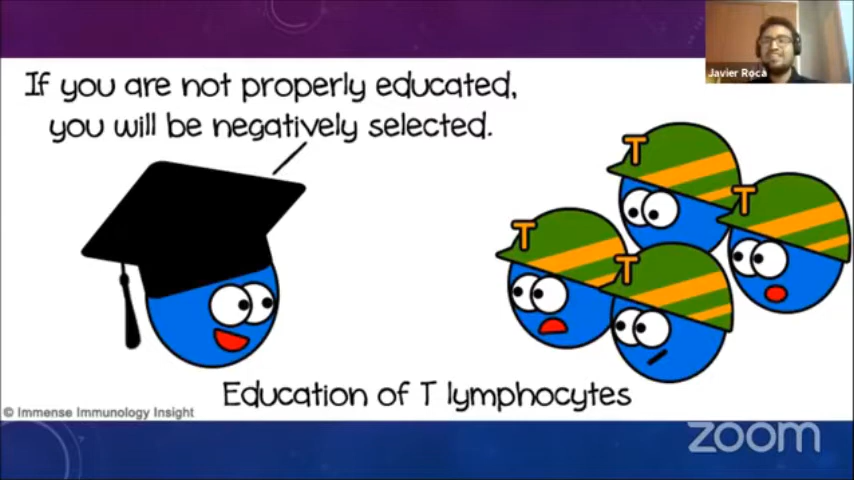 Javier Roca
If you are not properly educated,
you will be negatively selected.
T
T
T
T
Education of T lymphocytes
© Immense Immunology Insight
zoom